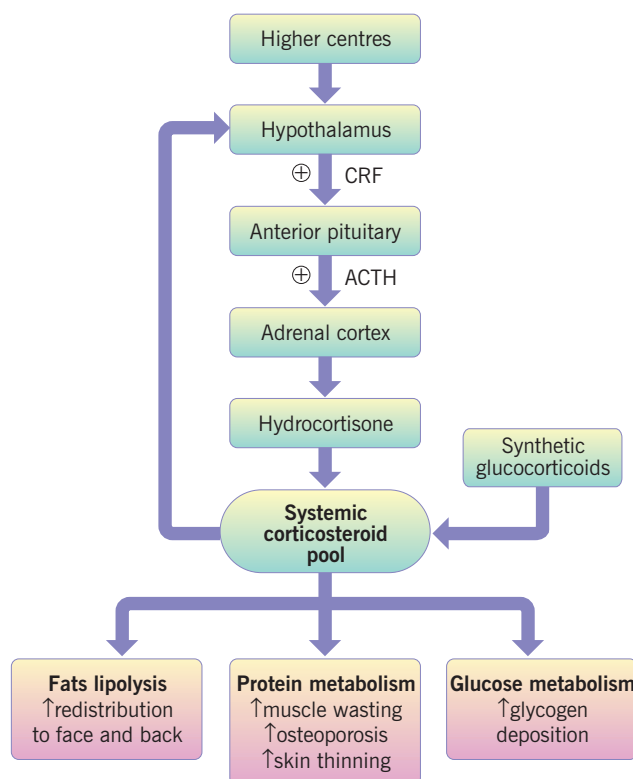 Higher centres
Hypothalamus
⊕ CRF
Anterior pituitary
⊕ ACTH
Adrenal cortex
Hydrocortisone
Synthetic
glucocorticoids
Systemic
corticosteroid
pool
Fats lipolysis
↑redistribution
to face and back
Protein metabolism
↑muscle wasting
↑osteoporosis
↑skin thinning
Glucose metabolism
↑glycogen
deposition